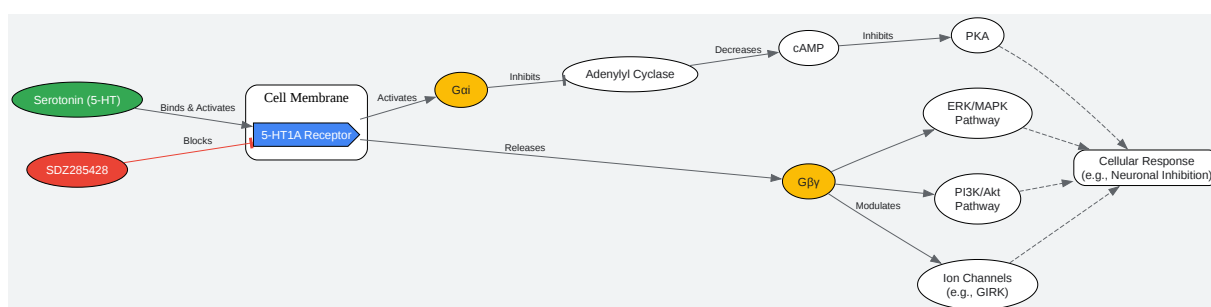 Serotonin (5-HT)
SDZ285428
Binds & Activates
Blocks
Cell Membrane
5-HT1A Receptor
Activates
Releases
Gαi
Inhibits
Adenylyl Cyclase
Decreases
cAMP
Inhibits
PKA
Gβγ
Modulates
ERK/MAPK
Pathway
PI3K/Akt
Pathway
Ion Channels
(e.g., GIRK)
Cellular Response
(e.g., Neuronal Inhibition)